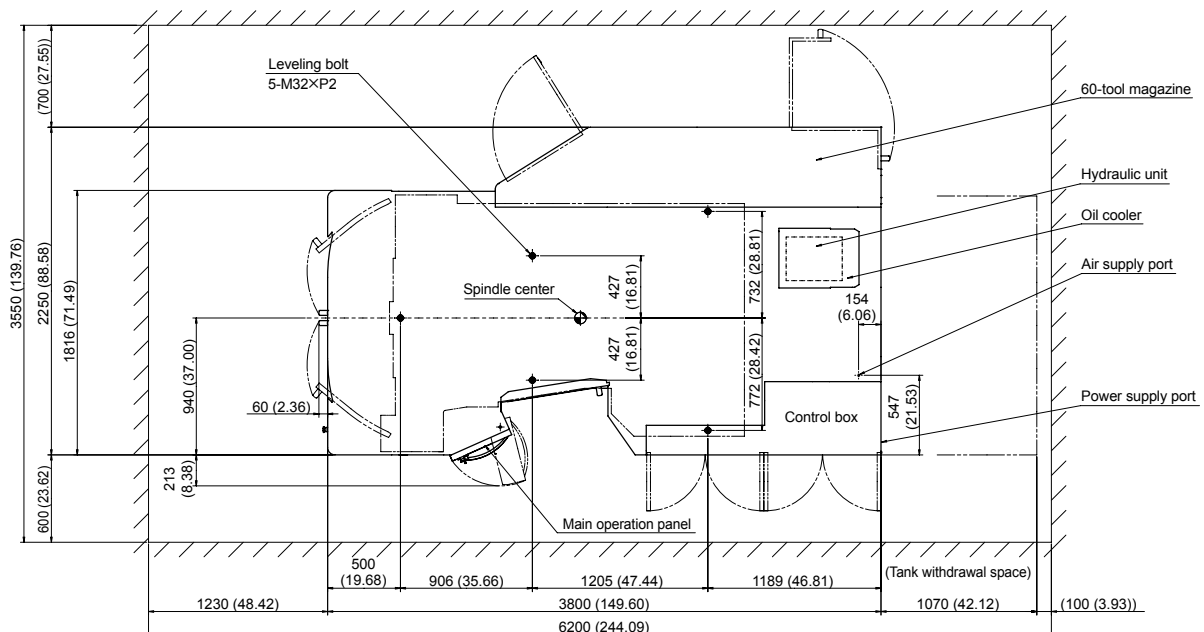 Leveling bolt
5-M32×P2
60-tool magazine
Hydraulic unit
Oil cooler
Air supply port
Spindle center
Control box
Power supply port
Main operation panel
(Tank withdrawal space)
3550 (139.76)
700 (27.55)
2250 (88.58)
600 (23.62)
1816 (71.49)
940 (37.00)
60 (2.36)
213
(8.38)
427
(16.81)
427
(16.81)
732 (28.81)
772 (28.42)
154
(6.06)
547
(21.53)
500
(19.68)
906 (35.66)
1205 (47.44)
1189 (46.81)
1230 (48.42)
3800 (149.60)
1070 (42.12)
(100 (3.93))
6200 (244.09)